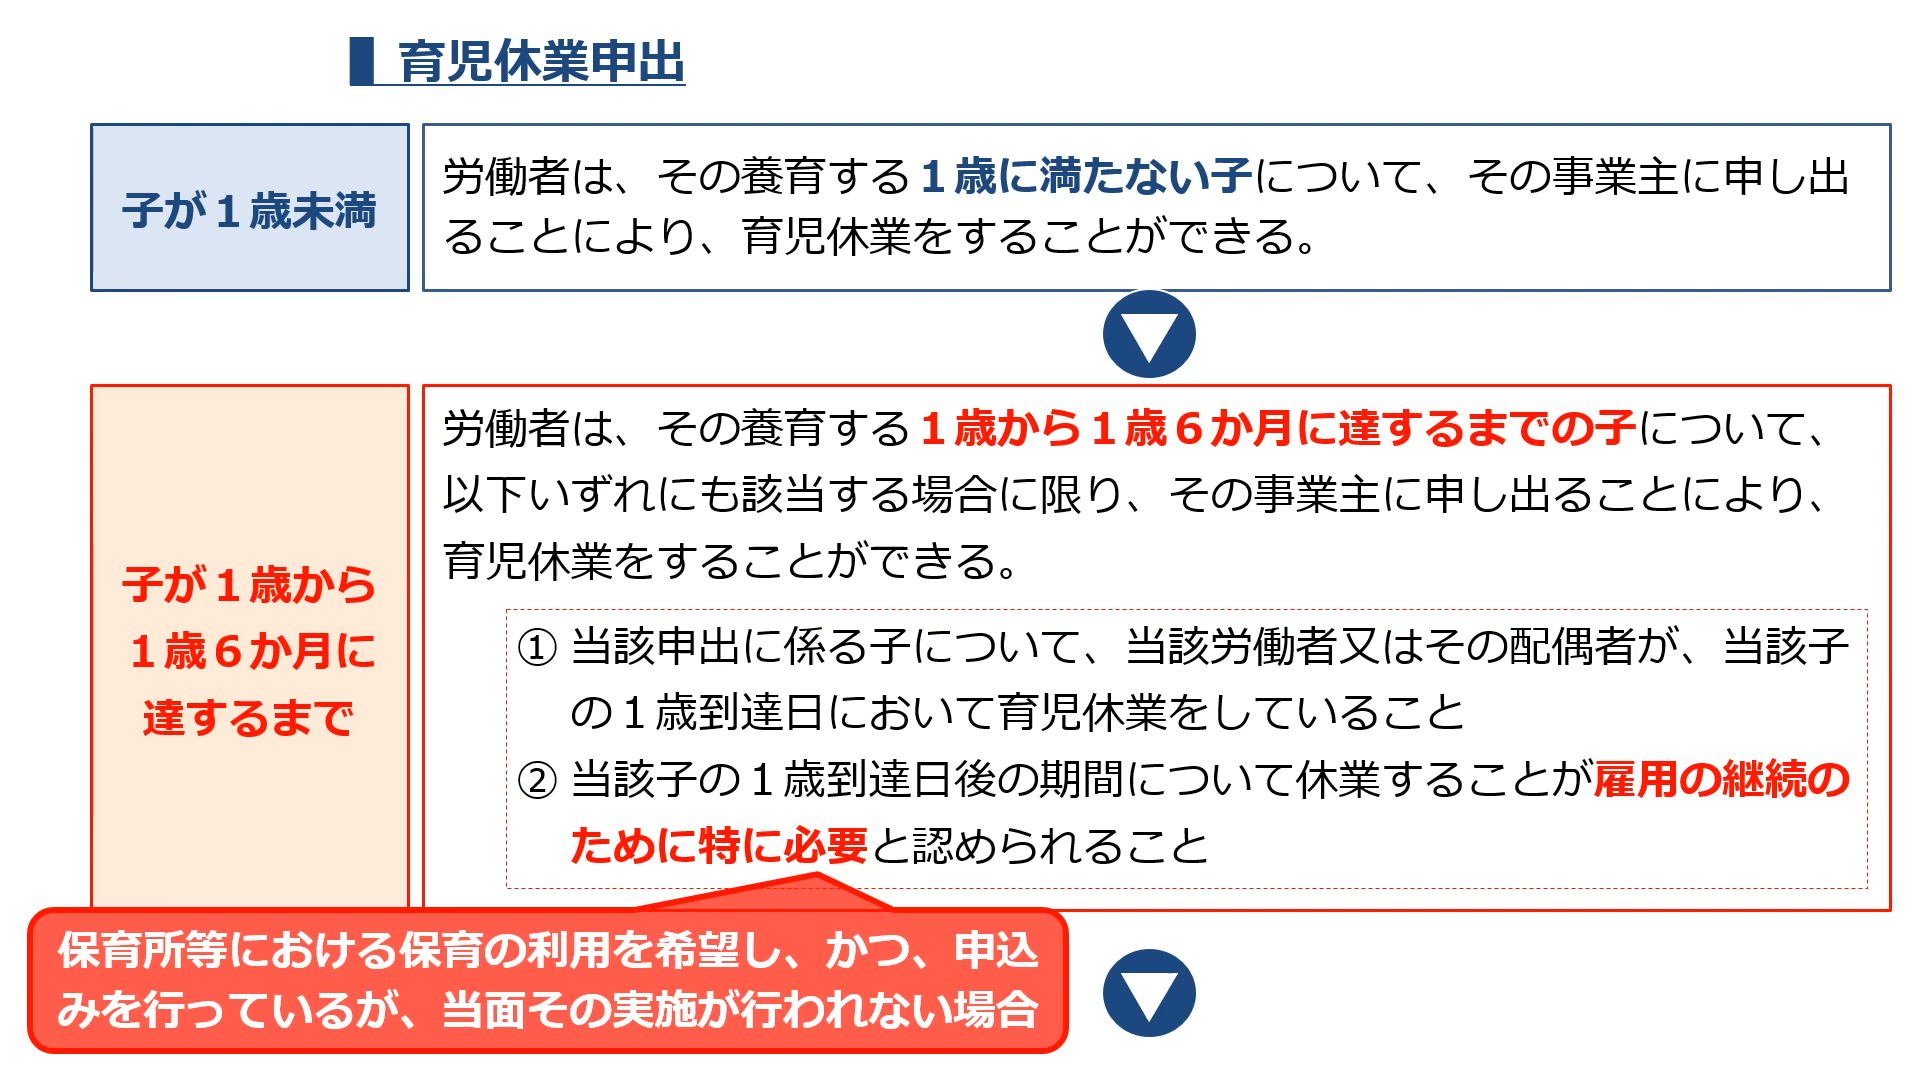 育児休業申出
子が１歳未満
労働者は、その養育する１歳に満たない子について、その事業主に申し出
ることにより、育児休業をすることができる。
子が１歳から
１歳６か月に
達するまで
労働者は、その養育する１歳から１歳６か月に達するまでの子について、
以下いずれにも該当する場合に限り、その事業主に申し出ることにより、
育児休業をすることができる。
① 当該申出に係る子について、当該労働者又はその配偶者が、当該子
の１歳到達日において育児休業をしていること
② 当該子の１歳到達日後の期間について休業することが雇用の継続の
ために特に必要と認められること
保育所等における保育の利用を希望し、かつ、申込
みを行っているが、当面その実施が行われない場合